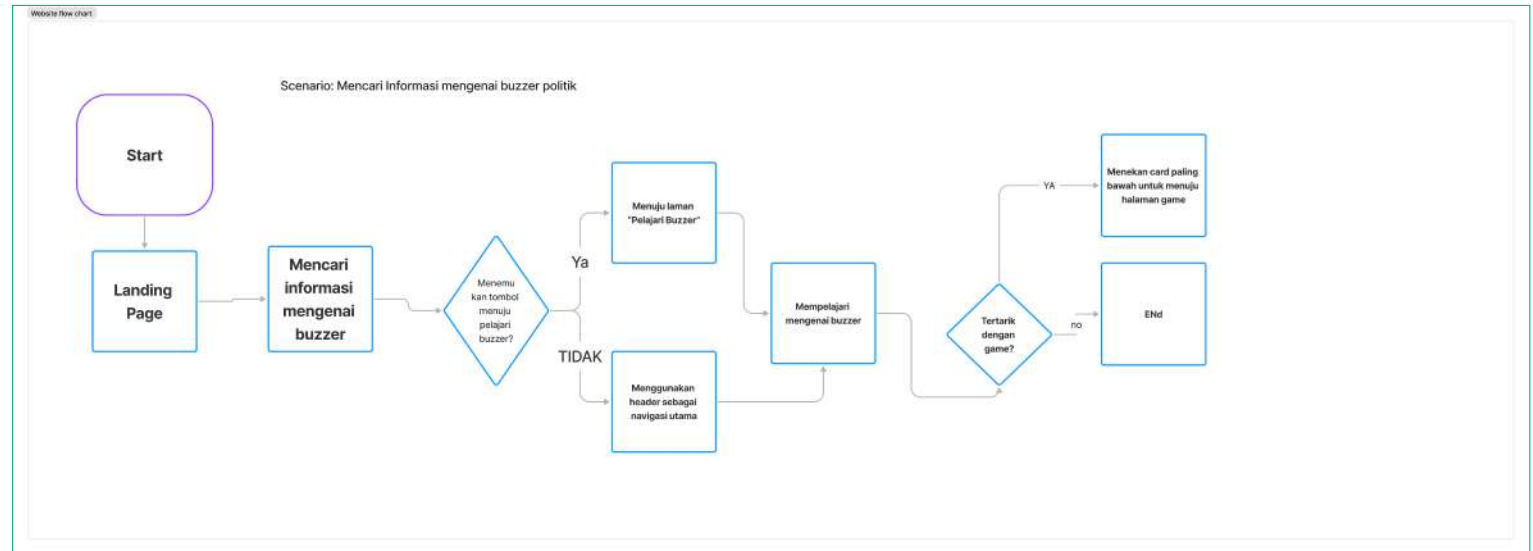 Website flow chart
Scenario: Mencari Informasi mengenai buzzer politik
Start
Landing
Page
Mencari
informasi
mengenai
buzzer
Menemu
kan tombol
menuju
pelajari
buzzer?
Ya
TIDAK
Menuju laman
"Pelajari Buzzer"
Menggunakan
header sebagai
navigasi utama
Mempelajari
mengenai buzzer
Tertarik
dengan
game?
YA
no
Menekan card paling
bawah untuk menuju
halaman game
ENd